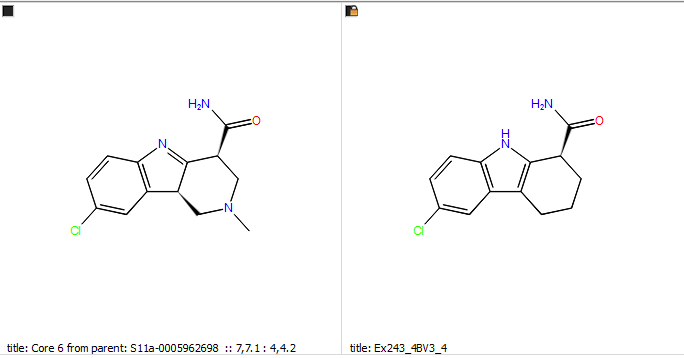 H₂N
O
N
N
Cl
H₂N
O
H
N
Cl
title: Core 6 from parent: S11a-0005962698 :: 7,7.1 : 4,4.2
title: Ex243_4BV3_4